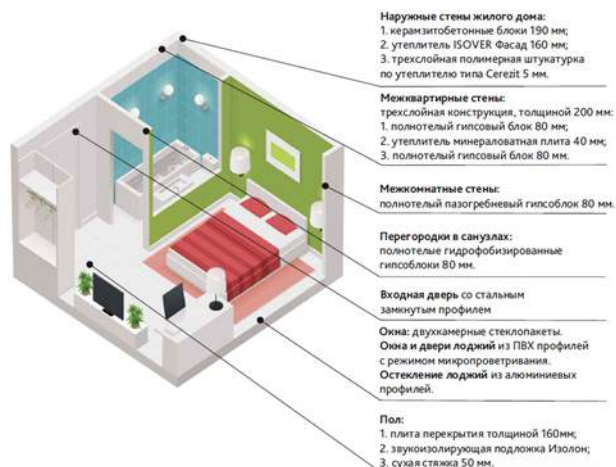 Наружные стены жилого дома:
1. керамзитобетонные блоки 190 мм;
2. утеплитель ISOVER Фасад 160 мм;
3. трехслойная полимерная штукатурка
по утеплителю типа Cerezit 5 мм.
Межквартирные стены:
трехслойная конструкция, толщиной 200 мм:
1. полнотелый гипсовый блок 80 мм;
2. утеплитель минераловатная плита 40 мм;
3. полнотелый гипсовый блок 80 мм.
Межкомнатные стены:
полнотелый пазогребневый гипсоблок 80 мм.
Перегородки в санузлах:
полнотелые гидрофобизированные
гипсоблоки 80 мм.
Входная дверь со стальным
замкнутым профилем
Окна: двухкамерные стеклопакеты.
Окна и двери лоджий из ПВХ профилей
с режимом микропроветривания.
Остекление лоджий из алюминиевых
профилей.
Пол:
1. плита перекрытия толщиной 160мм;
2. звукоизолирующая подложка Изолон;
3. сухая стяжка 50 мм.